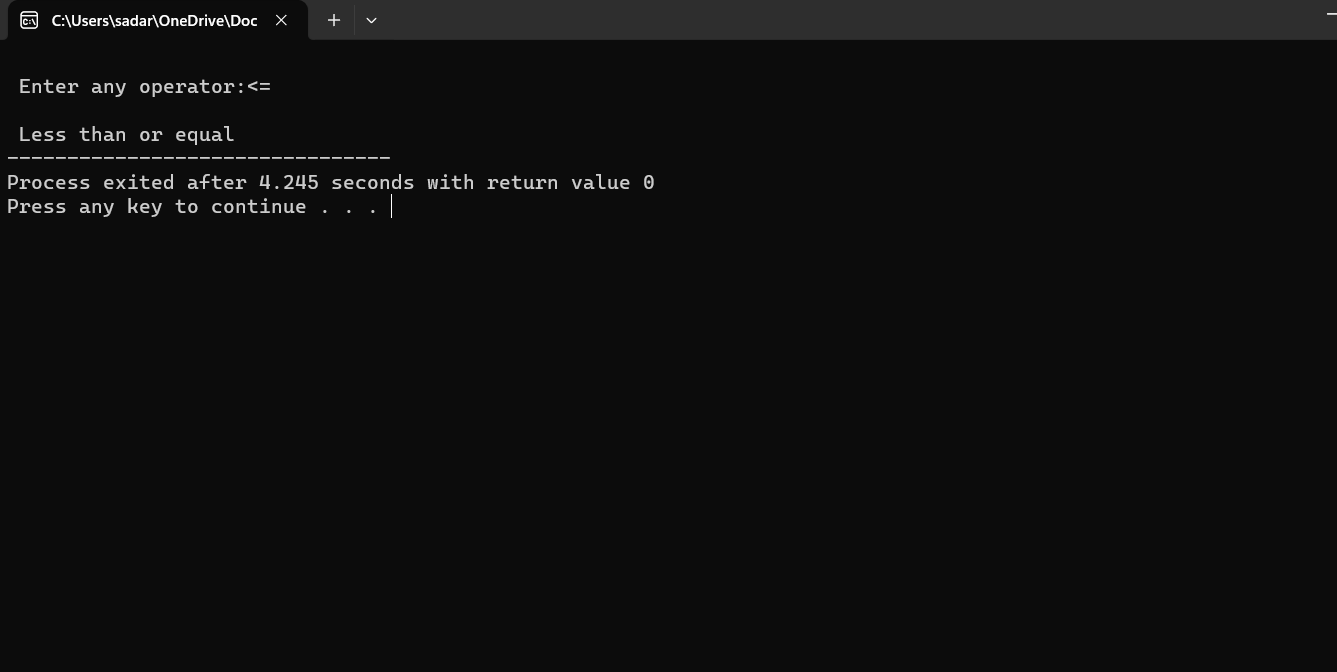 C:\Users\sadar\OneDrive\Doc
Enter any operator:<=
Less than or equal
--------------------------------
Process exited after 4.245 seconds with return value 0
Press any key to continue . . .